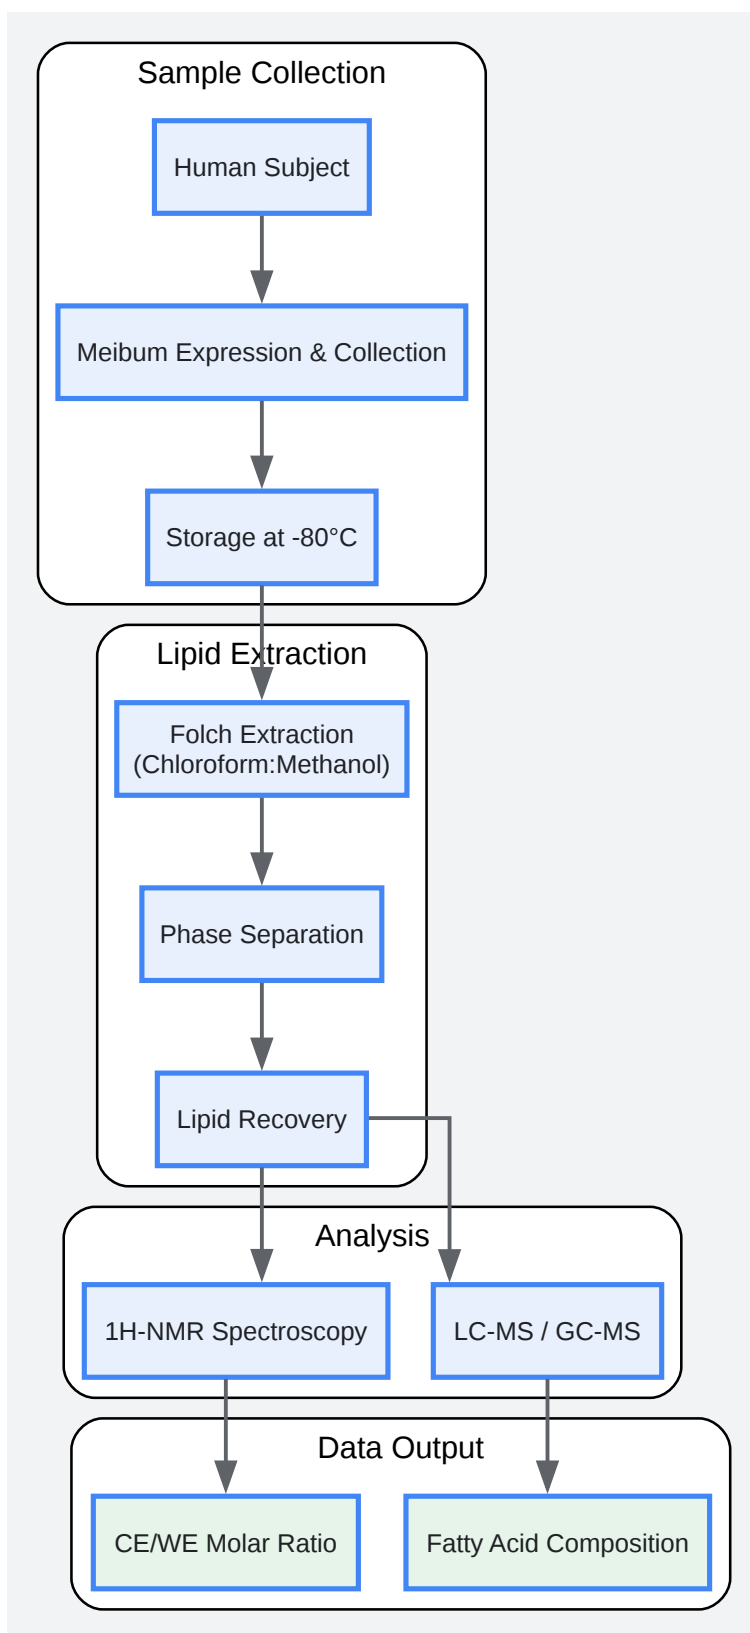 Sample Collection
Human Subject
Meibum Expression & Collection
Storage at -80°C
Lipid Extraction
Folch Extraction
(Chloroform:Methanol)
Phase Separation
Lipid Recovery
Analysis
1H-NMR Spectroscopy
LC-MS / GC-MS
Data Output
CE/WE Molar Ratio
Fatty Acid Composition